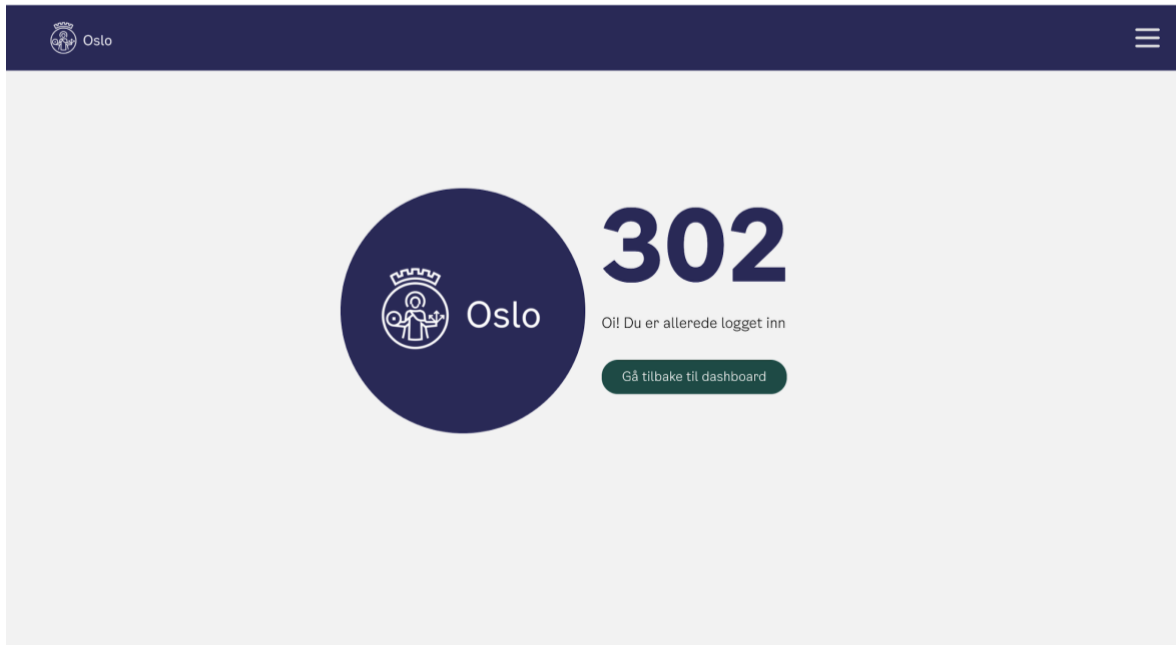 Oslo
302
Oslo
Oi! Du er allerede logget inn
Gå tilbake til dashboard